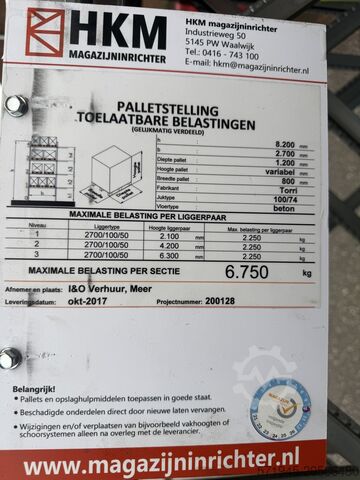 HKM
MAGAZIJNINRICHTER
HKM magazijninrichter
Industrieweg 50
5145 PW Waalwijk
Tel.: 0416 - 743 100
E-mail: hkm@magazijninrichter.nl
PALLETSTELLING
TOELAATBARE BELASTINGEN
(GELIJKMATIG VERDEELD)
h 8.200 mm
b 2.700 mm
Diepte pallet 1.200 mm
Hoogte pallet variabel mm
Breedte pallet 800 mm
Fabrikant Torri
Juktype 100/74
Vloertype beton
MAXIMALE BELASTING PER LIGGERPAAR
Niveau Liggertype Hoogte liggerpaar Max. belasting per liggerpaar
1 2700/100/50 2.100 mm 2.250 kg
2 2700/100/50 4.200 mm 2.250 kg
3 2700/100/50 6.300 mm 2.250 kg
MAXIMALE BELASTING PER SECTIE 6.750 kg
Afnemer en plaats: I&O Verhuur, Meer
Leveringsdatum: okt-2017 Projectnummer: 200128
Belangrijk!
• Pallets en opslaghulpmiddelen toepassen in goede staat.
• Beschadigde onderdelen direct door nieuwe laten vervangen.
• Wijzigingen en/of verplaatsen van bijvoorbeeld vakhoogten of
schoorsystemen alleen na overleg met de leverancier.
www.magazijninrichter.nl